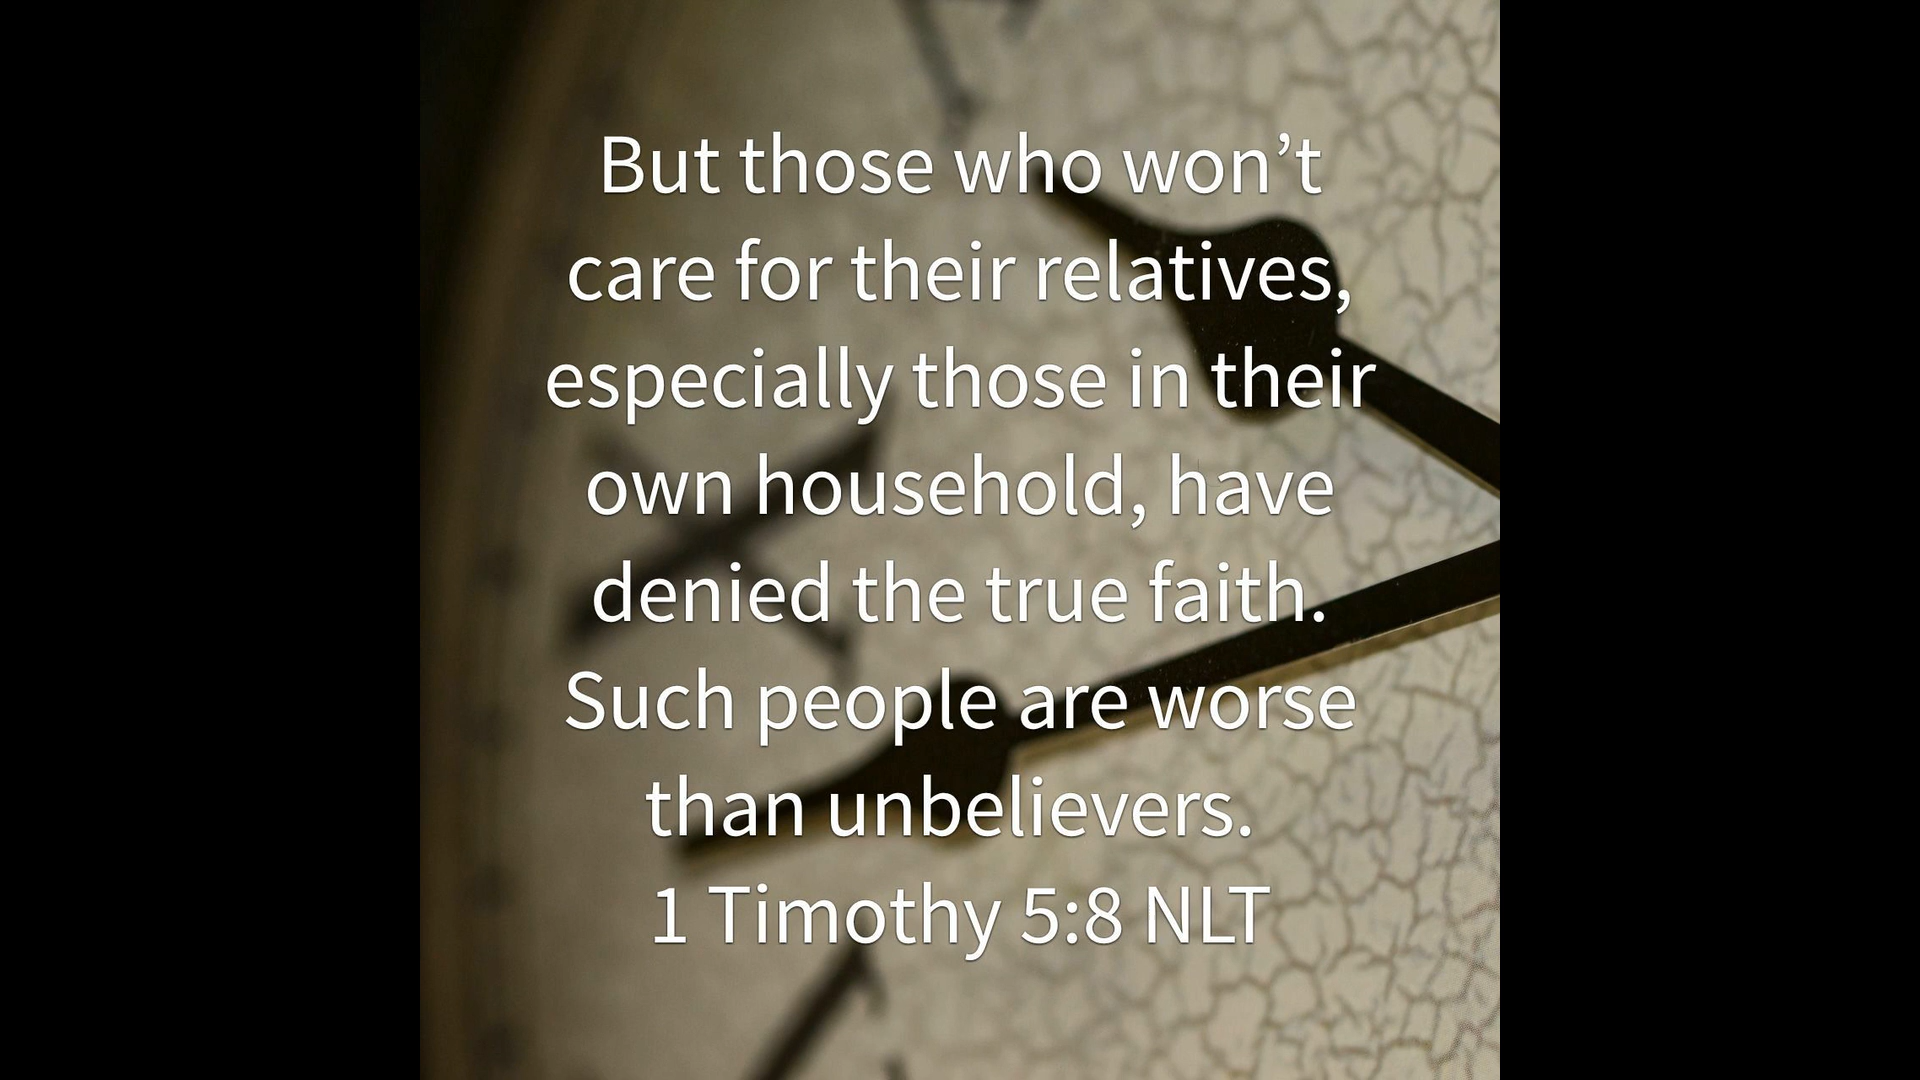 But those who won’t
care for their relatives,
especially those in their
own household, have
denied the true faith.
Such people are worse
than unbelievers.
1 Timothy 5:8 NLT